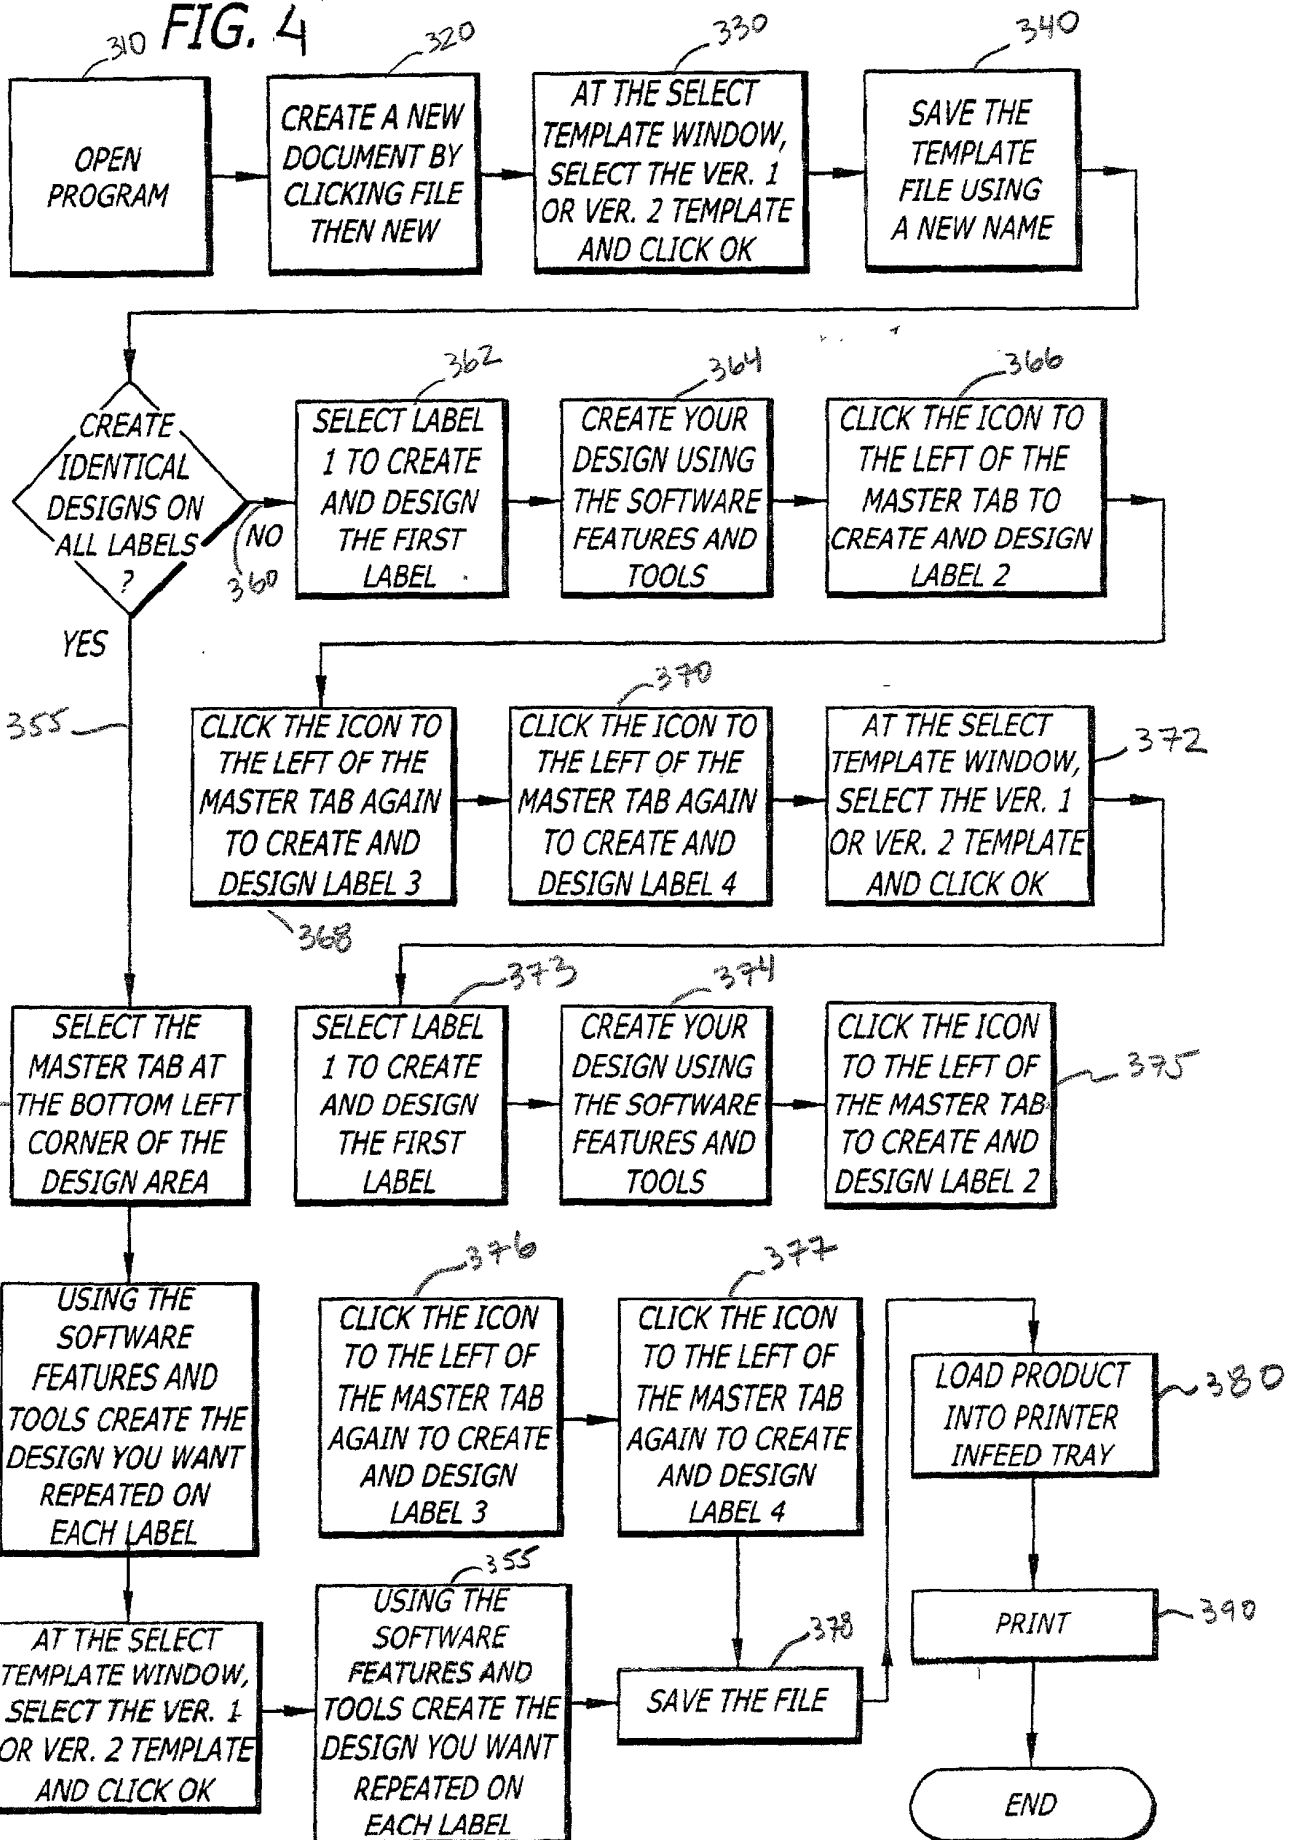 FIG. 4
310
320
330
340
OPEN
PROGRAM
CREATE A NEW
DOCUMENT BY
CLICKING FILE
THEN NEW
AT THE SELECT
TEMPLATE WINDOW,
SELECT THE VER. 1
OR VER. 2 TEMPLATE
AND CLICK OK
SAVE THE
TEMPLATE
FILE USING
A NEW NAME
CREATE
IDENTICAL
DESIGNS ON
ALL LABELS
?
NO
360
YES
355
362
SELECT LABEL
1 TO CREATE
AND DESIGN
THE FIRST
LABEL
364
CREATE YOUR
DESIGN USING
THE SOFTWARE
FEATURES AND
TOOLS
366
CLICK THE ICON TO
THE LEFT OF THE
MASTER TAB TO
CREATE AND DESIGN
LABEL 2
CLICK THE ICON TO
THE LEFT OF THE
MASTER TAB AGAIN
TO CREATE AND
DESIGN LABEL 3
368
370
CLICK THE ICON TO
THE LEFT OF THE
MASTER TAB AGAIN
TO CREATE AND
DESIGN LABEL 4
AT THE SELECT
TEMPLATE WINDOW,
SELECT THE VER. 1
OR VER. 2 TEMPLATE
AND CLICK OK
372
SELECT THE
MASTER TAB AT
THE BOTTOM LEFT
CORNER OF THE
DESIGN AREA
373
SELECT LABEL
1 TO CREATE
AND DESIGN
THE FIRST
LABEL
374
CREATE YOUR
DESIGN USING
THE SOFTWARE
FEATURES AND
TOOLS
CLICK THE ICON
TO THE LEFT OF
THE MASTER TAB
TO CREATE AND
DESIGN LABEL 2
375
USING THE
SOFTWARE
FEATURES AND
TOOLS CREATE THE
DESIGN YOU WANT
REPEATED ON
EACH LABEL
376
CLICK THE ICON
TO THE LEFT OF
THE MASTER TAB
AGAIN TO CREATE
AND DESIGN
LABEL 3
377
CLICK THE ICON
TO THE LEFT OF
THE MASTER TAB
AGAIN TO CREATE
AND DESIGN
LABEL 4
LOAD PRODUCT
INTO PRINTER
INFEED TRAY
380
AT THE SELECT
TEMPLATE WINDOW,
SELECT THE VER. 1
OR VER. 2 TEMPLATE
AND CLICK OK
355
USING THE
SOFTWARE
FEATURES AND
TOOLS CREATE THE
DESIGN YOU WANT
REPEATED ON
EACH LABEL
378
SAVE THE FILE
PRINT
390
END